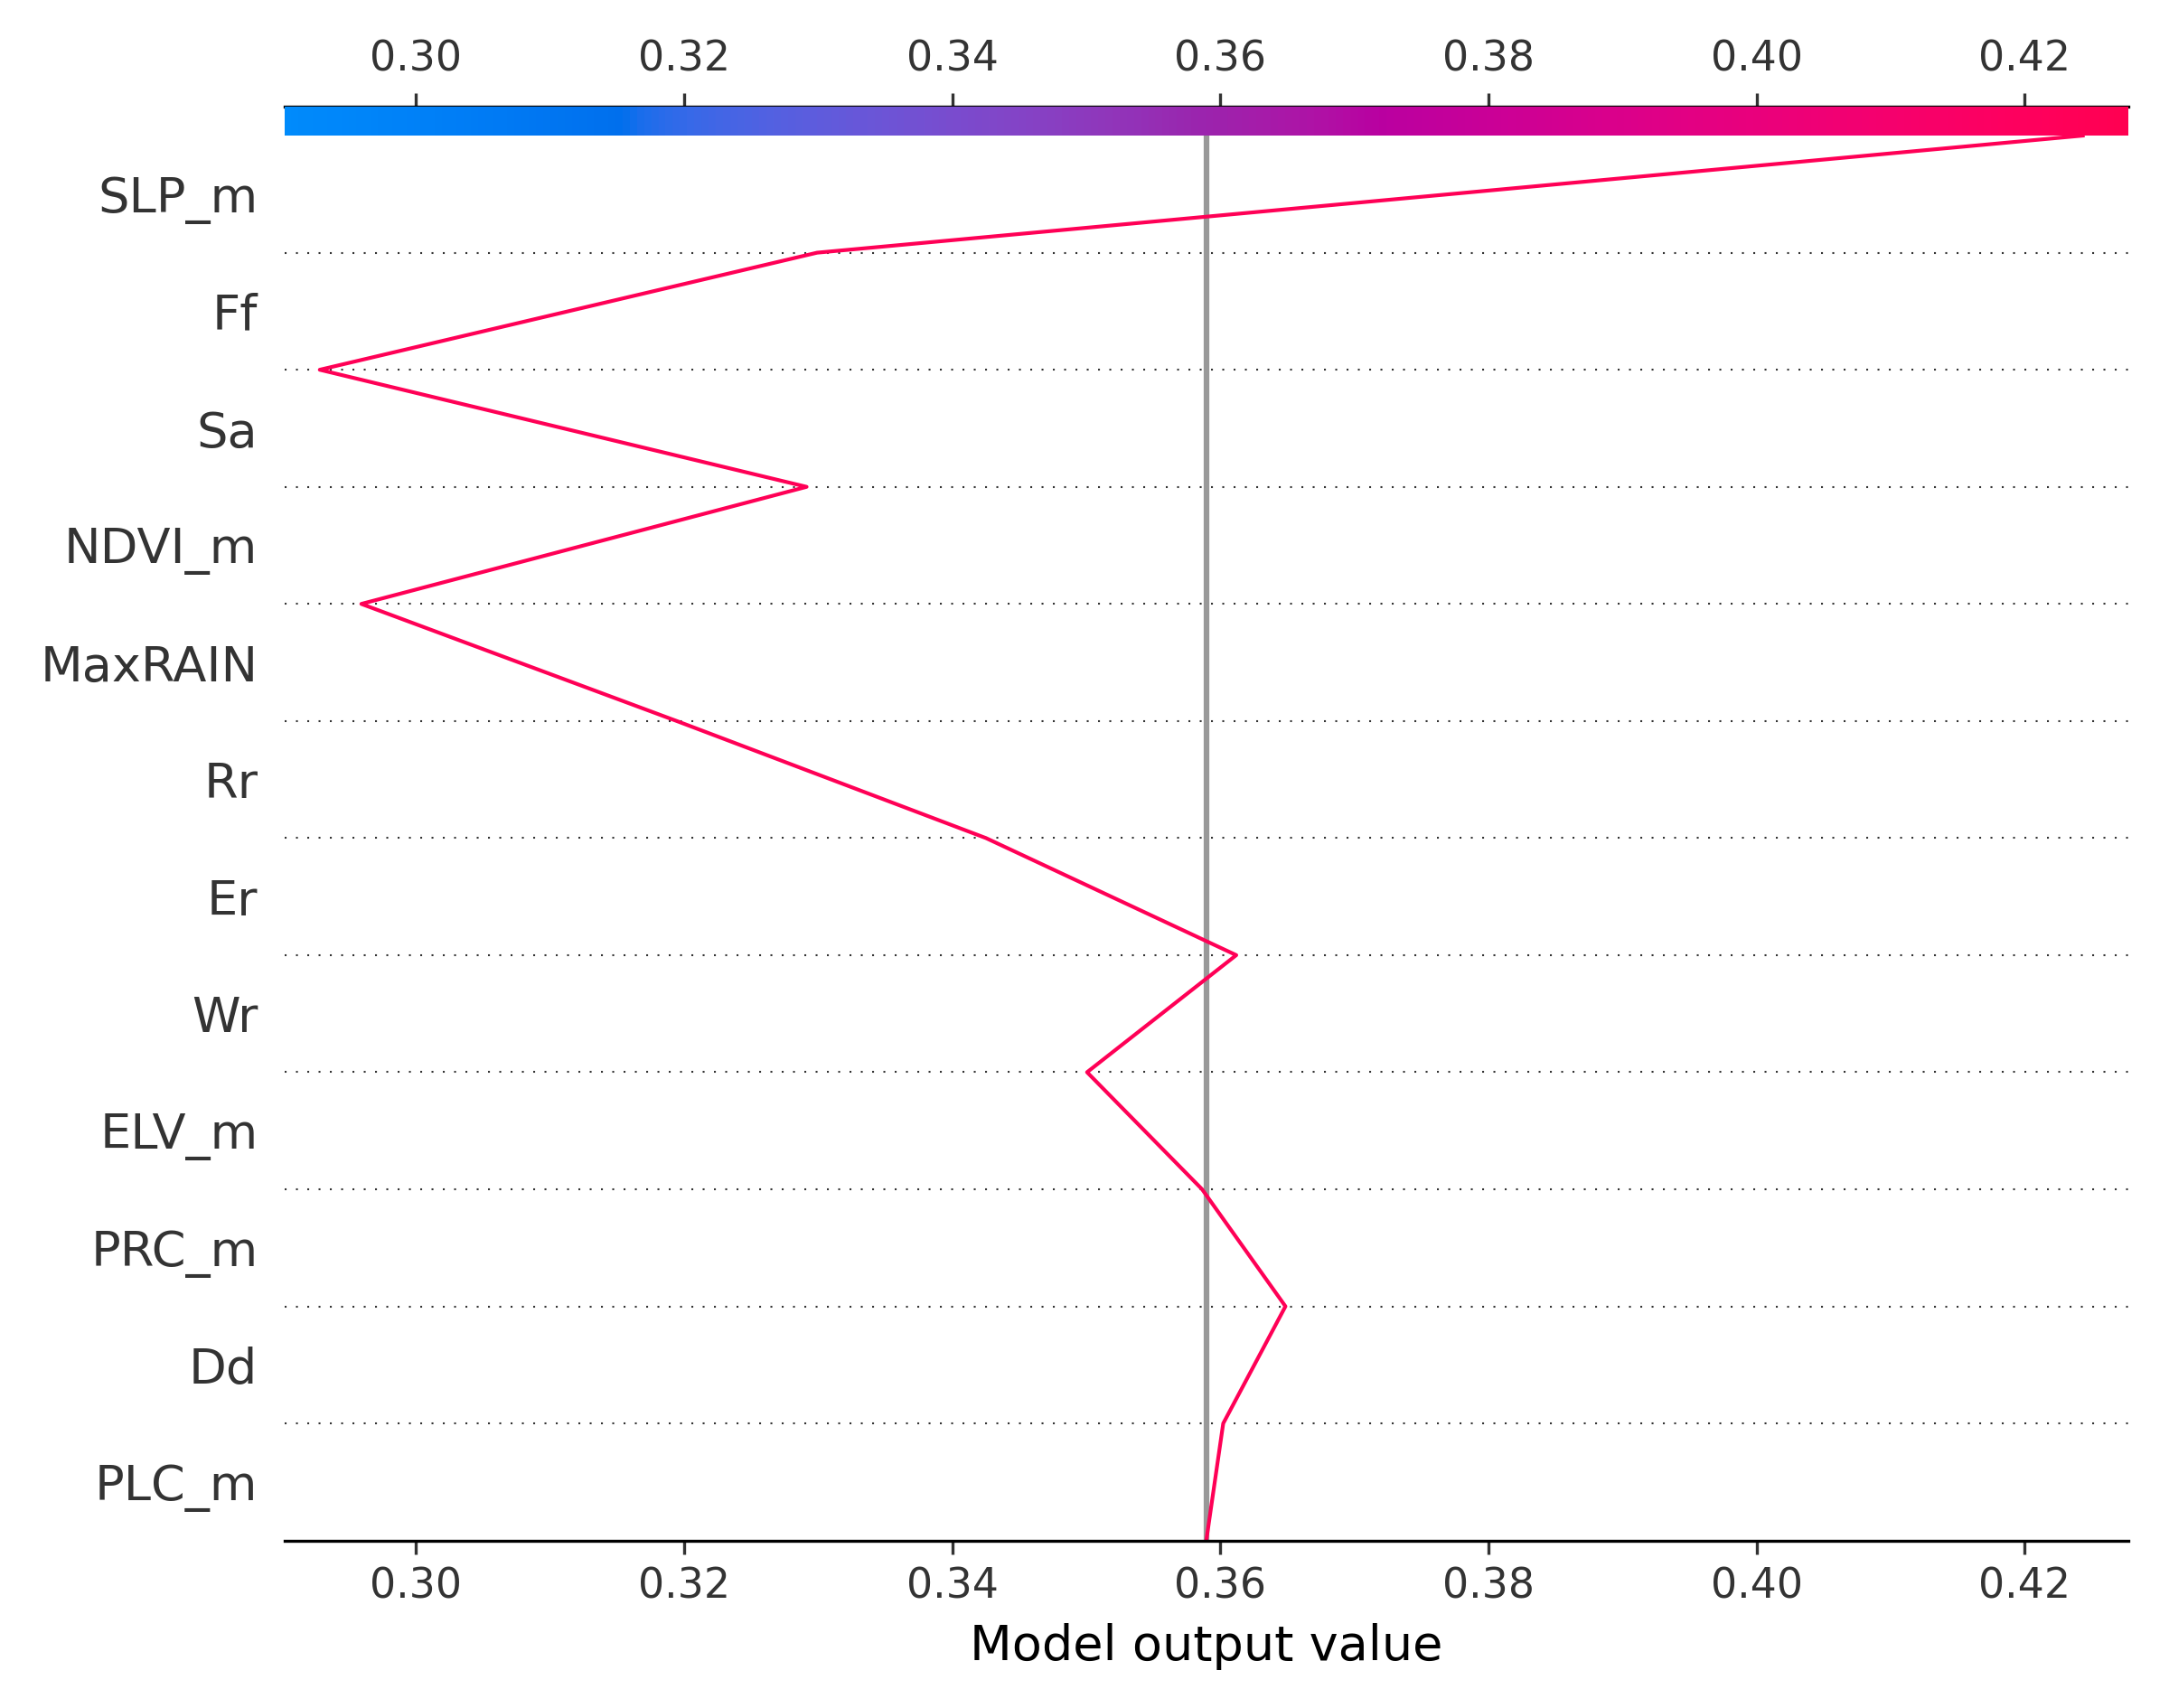 0.30 0.32 0.34 0.36 0.38 0.40 0.42
SLP_m
Ff
Sa
NDVI_m
MaxRAIN
Rr
Er
Wr
ELV_m
PRC_m
Dd
PLC_m
0.30 0.32 0.34 0.36 0.38 0.40 0.42
Model output value